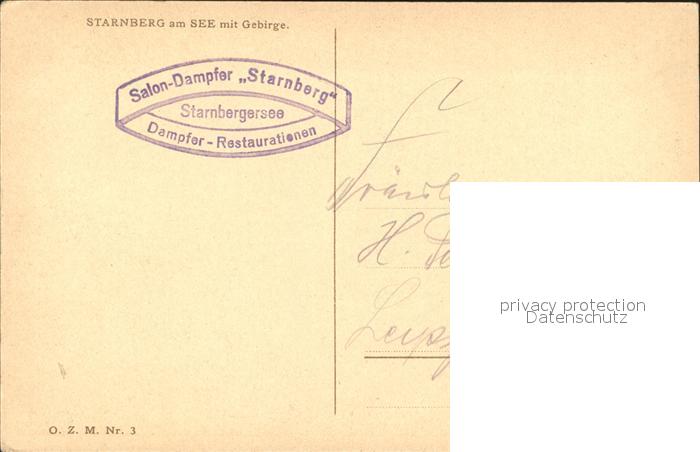 STARNBERG am SEE mit Gebirge.
Salon-Dampfer „Starnberg"
Starnbergersee
Dampfer-Restaurationen
H.
privacy protection
Datenschutz
O. Z. M. Nr. 3